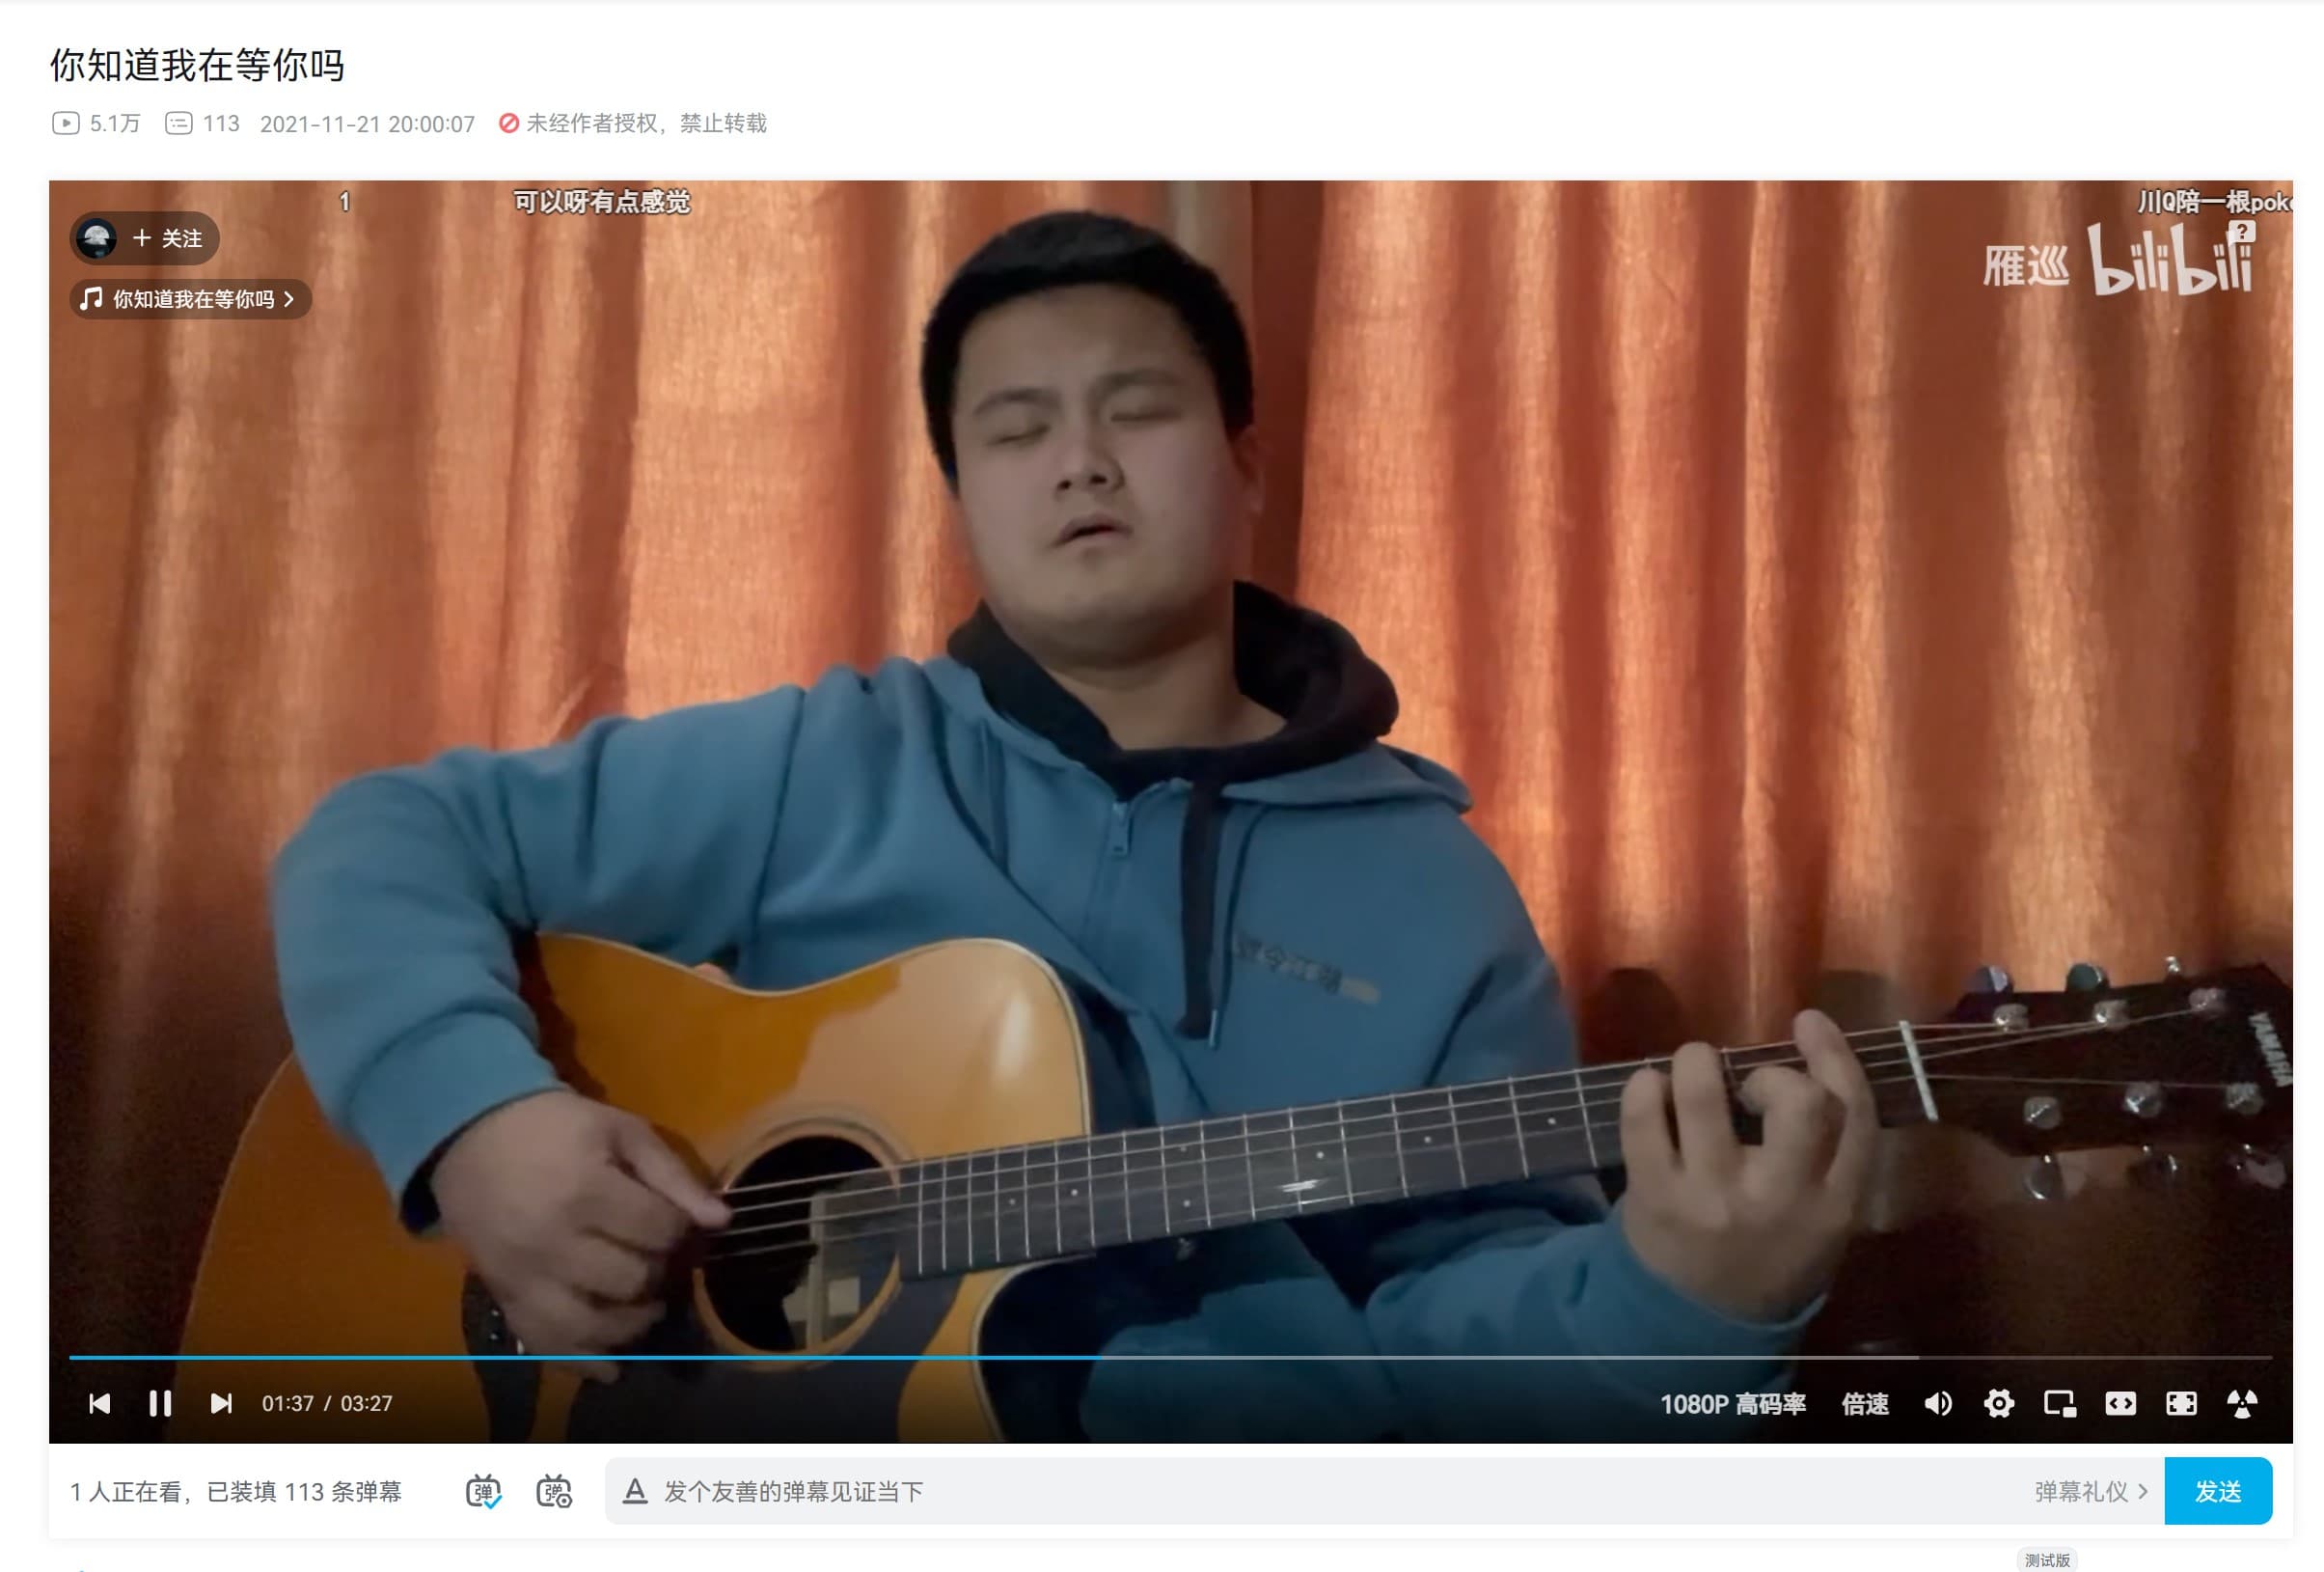 你知道我在等你吗
5.1万 113 2021-11-21 20:00:07 未经作者授权，禁止转载
1 可以呀有点感觉 川Q陪一根pok
+ 关注
雁巡 bilibili
?
你知道我在等你吗
YAMAHA
01:37 / 03:27 1080P 高码率 倍速
1 人正在看，已装填 113 条弹幕 弹 弹 A 发个友善的弹幕见证当下 弹幕礼仪 发送
测试版